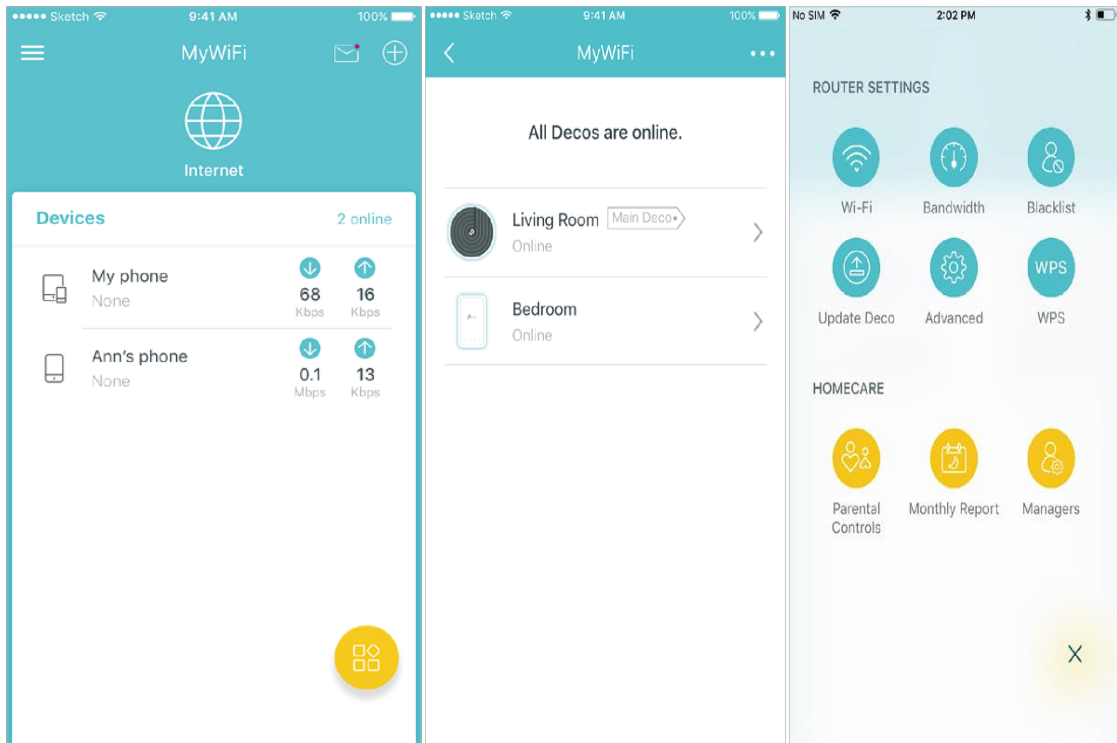 Sketch 9:41 AM 100%
MyWiFi
Internet
Devices 2 online
My phone
None
68 16
Kbps Kbps
Ann's phone
None
0.1 13
Mbps Kbps
Sketch 9:41 AM 100%
MyWiFi
All Decos are online.
Living Room Main Deco
Online
Bedroom
Online
No SIM 2:02 PM
ROUTER SETTINGS
Wi-Fi Bandwidth Blacklist
WPS
Update Deco Advanced WPS
HOMECARE
Parental Monthly Report Managers
Controls
X